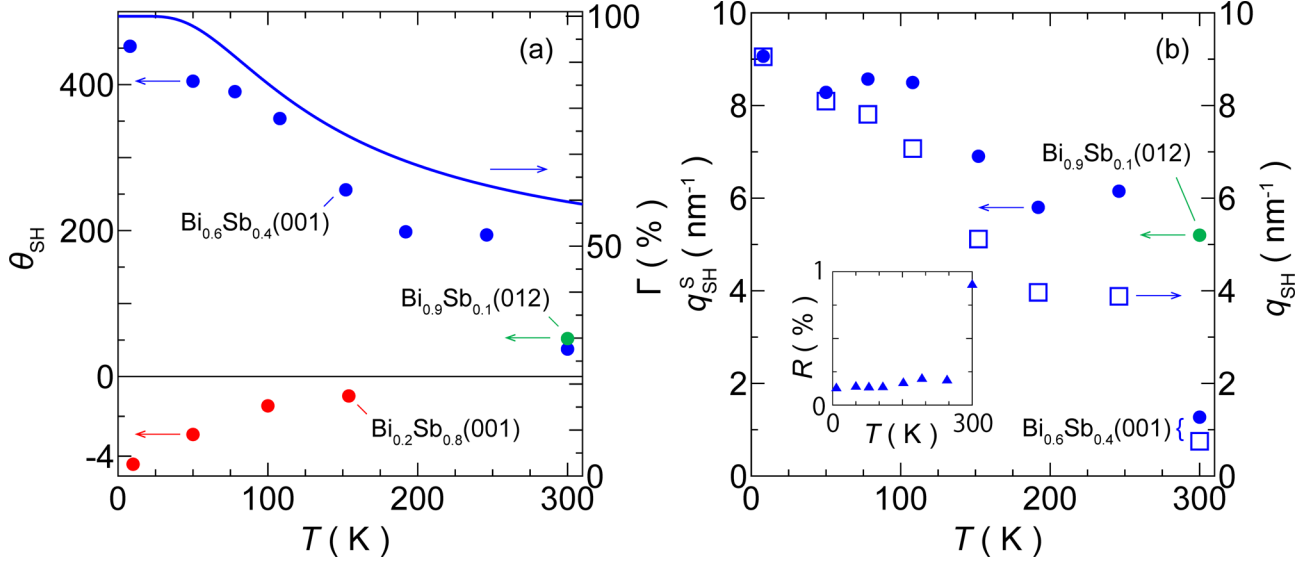 (a)
100
50
0
400
200
0
-4
θSH
Γ ( % )
Bi0.6Sb0.4(001)
Bi0.9Sb0.1(012)
Bi0.2Sb0.8(001)
0 100 200 300
T ( K )
(b)
10
8
6
4
2
0
qSHS ( nm-1)
10
8
6
4
2
0
qSH ( nm-1)
Bi0.9Sb0.1(012)
Bi0.6Sb0.4(001) {
1
0
R ( % )
0 300
T ( K )
0 100 200 300
T ( K )